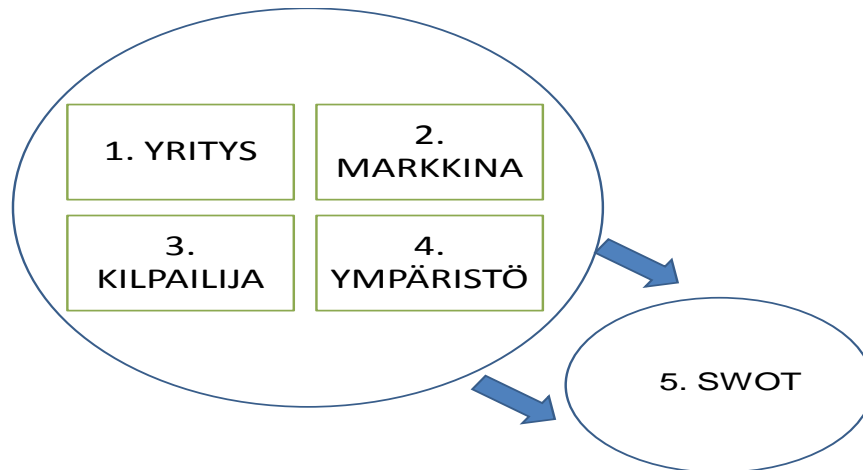 1. YRITYS
2.
MARKKINA
3.
KILPAILIJA
4.
YMPÄRISTÖ
5. SWOT